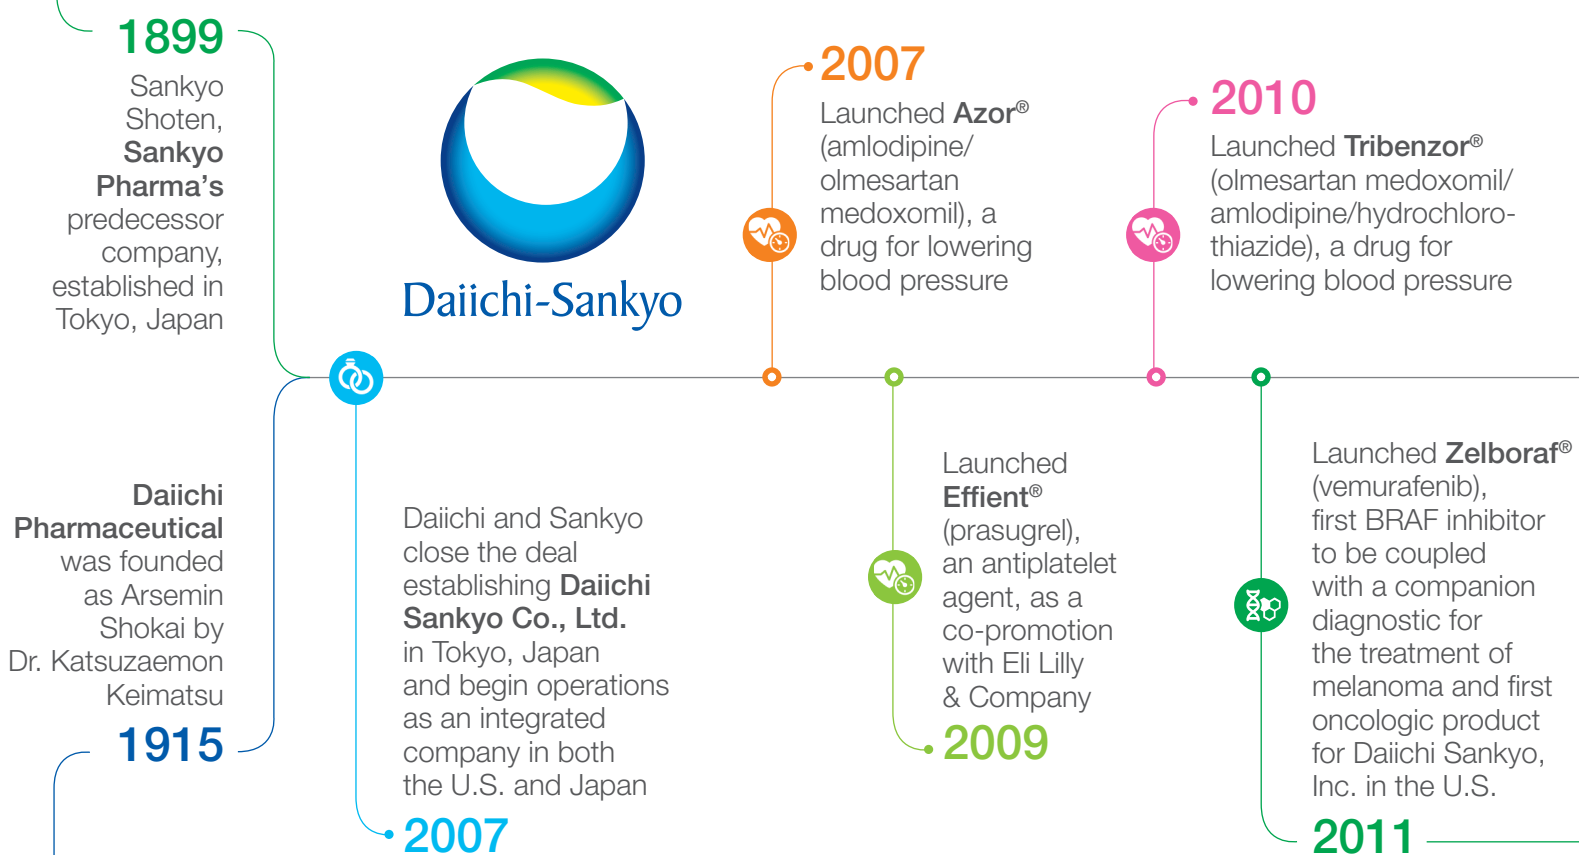 1899
Sankyo
Shoten,
Sankyo
Pharma's
predecessor
company,
established in
Tokyo, Japan
Daiichi
Pharmaceutical
was founded
as Arsemin
Shokai by
Dr. Katsuzaemon
Keimatsu
1915
Daiichi-Sankyo
Daiichi and Sankyo
close the deal
establishing Daiichi
Sankyo Co., Ltd.
in Tokyo, Japan
and begin operations
as an integrated
company in both
the U.S. and Japan
2007
2007
Launched Azor®
(amlodipine/
olmesartan
medoxomil), a
drug for lowering
blood pressure
Launched
Effient®
(prasugrel),
an antiplatelet
agent, as a
co-promotion
with Eli Lilly
& Company
2009
2010
Launched Tribenzor®
(olmesartan medoxomil/
amlodipine/hydrochloro-
thiazide), a drug for
lowering blood pressure
Launched Zelboraf®
(vemurafenib),
first BRAF inhibitor
to be coupled
with a companion
diagnostic for
the treatment of
melanoma and first
oncologic product
for Daiichi Sankyo,
Inc. in the U.S.
2011